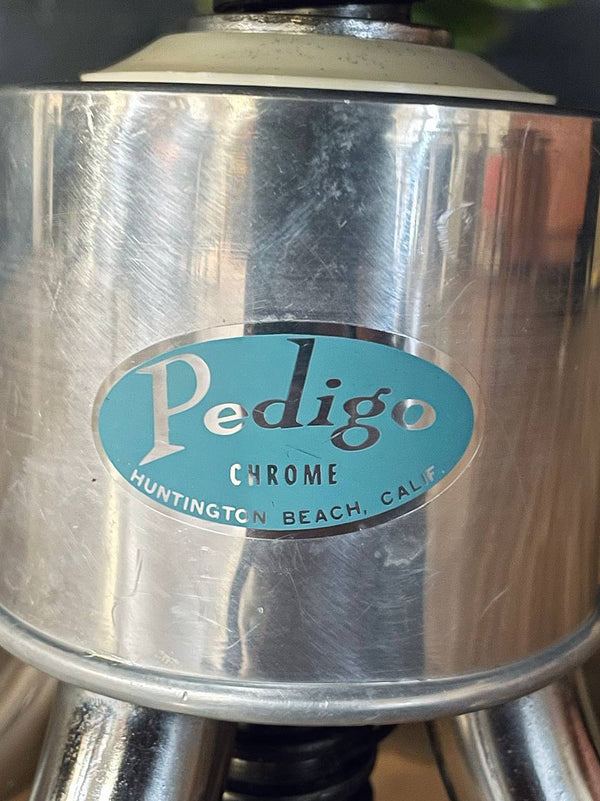 Pedigo
CHROME
HUNTINGTON BEACH, CALIF.